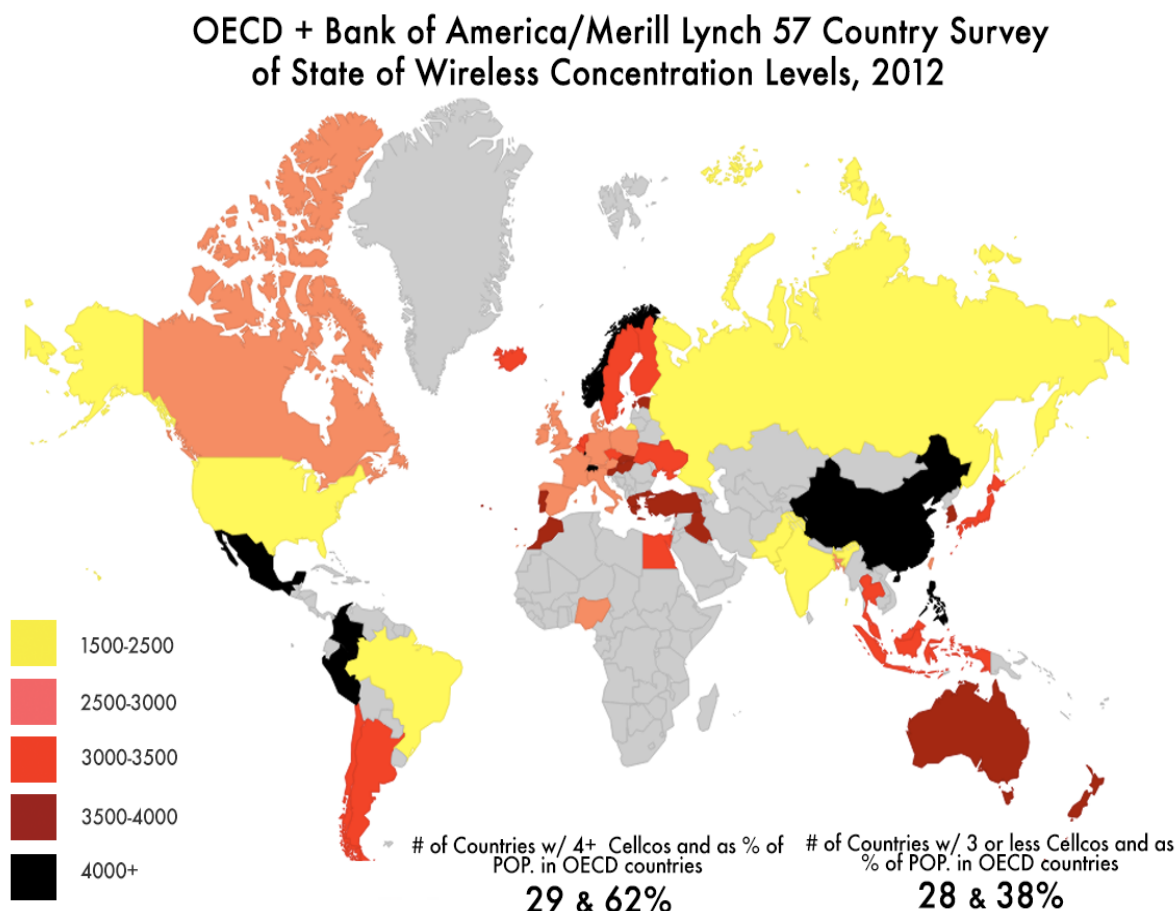 OECD + Bank of America/Merill Lynch 57 Country Survey
of State of Wireless Concentration Levels, 2012
1500-2500
2500-3000
3000-3500
3500-4000
4000+
# of Countries w/ 4+ Cellcos and as % of
POP. in OECD countries
29 & 62%
# of Countries w/ 3 or less Cellcos and as
% of POP. in OECD countries
28 & 38%